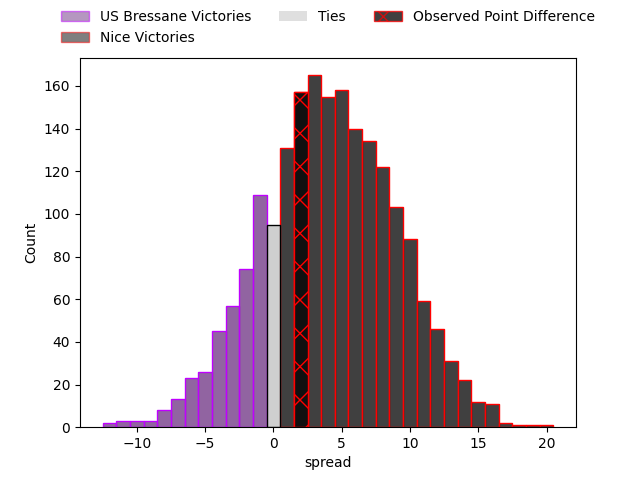 US Bressane Victories
Ties
Observed Point Difference
Nice Victories
160
140
120
100
80
60
40
20
0
Count
−10
−5
0
5
10
15
20
spread